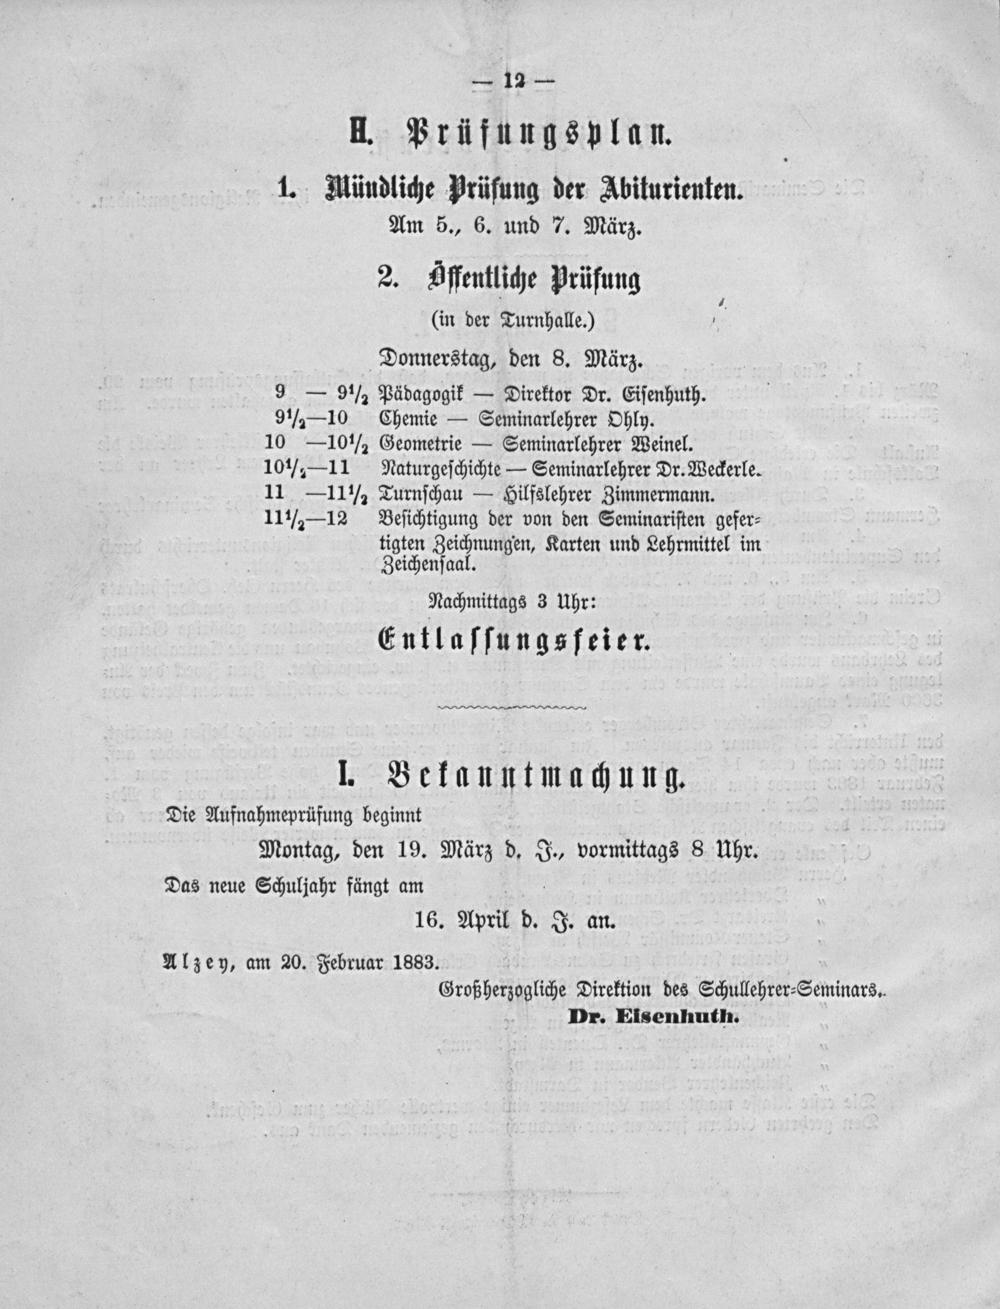 — 12 —
H. Prüfungsplan.
1. Mündliche Prüfung der Abiturienten.
Am 5., 6. und 7. März.
2. Öffentliche Prüfung
(in der Turnhalle.)
Donnerstag, den 8. März.
9 — 9½ Pädagogik — Direktor Dr. Eisenhuth.
9½—10 Chemie — Seminarlehrer Ohly.
10 —10½ Geometrie — Seminarlehrer Weinel.
10½—11 Naturgeschichte — Seminarlehrer Dr. Weckerle.
11 —11½ Turnschau — Hilfslehrer Zimmermann.
11½—12 Besichtigung der von den Seminaristen gefer-
tigten Zeichnungen, Karten und Lehrmittel im
Zeichensaal.
Nachmittags 3 Uhr:
Entlassungsfeier.
I. Bekanntmachung.
Die Aufnahmeprüfung beginnt
Montag, den 19. März d. J., vormittags 8 Uhr.
Das neue Schuljahr fängt am
16. April d. J. an.
Alzey, am 20. Februar 1883.
Großherzogliche Direktion des Schullehrer-Seminars.
Dr. Eisenhuth.